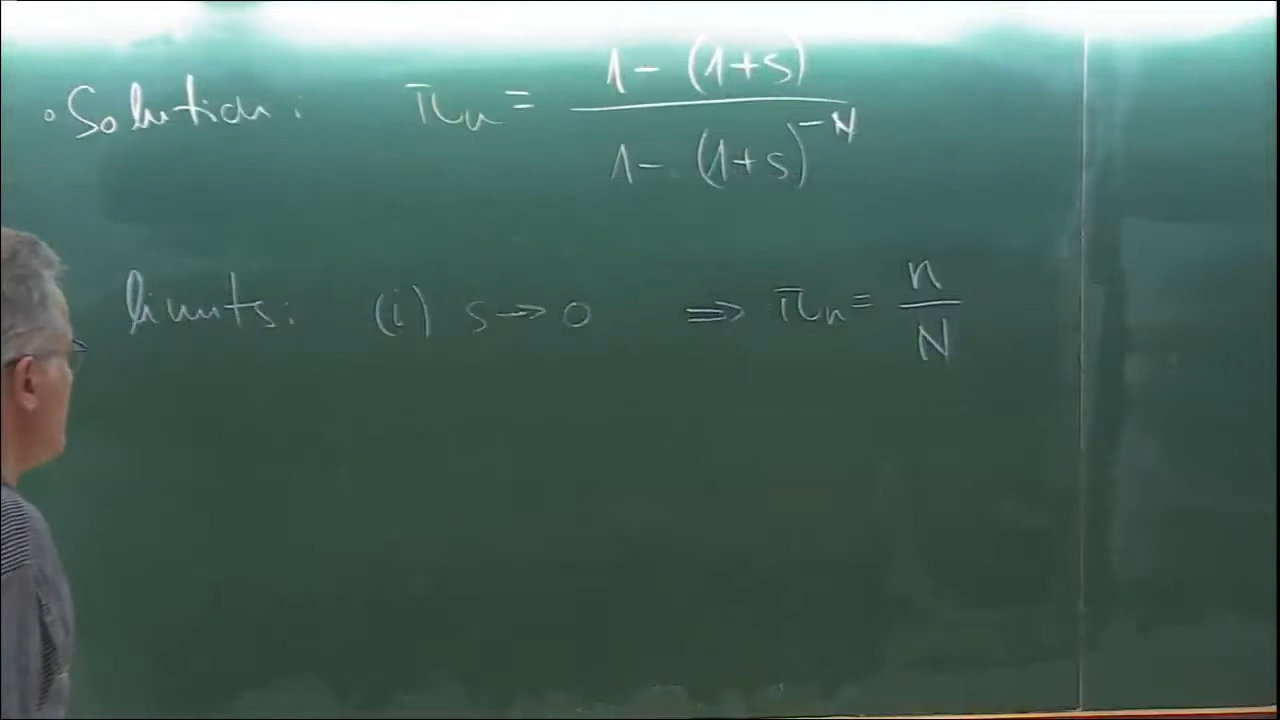 • Solution: π_n = (1 - (1+s)) / (1 - (1+s)^{-N})
limits: (i) s → 0 ⇒ π_n = n/N